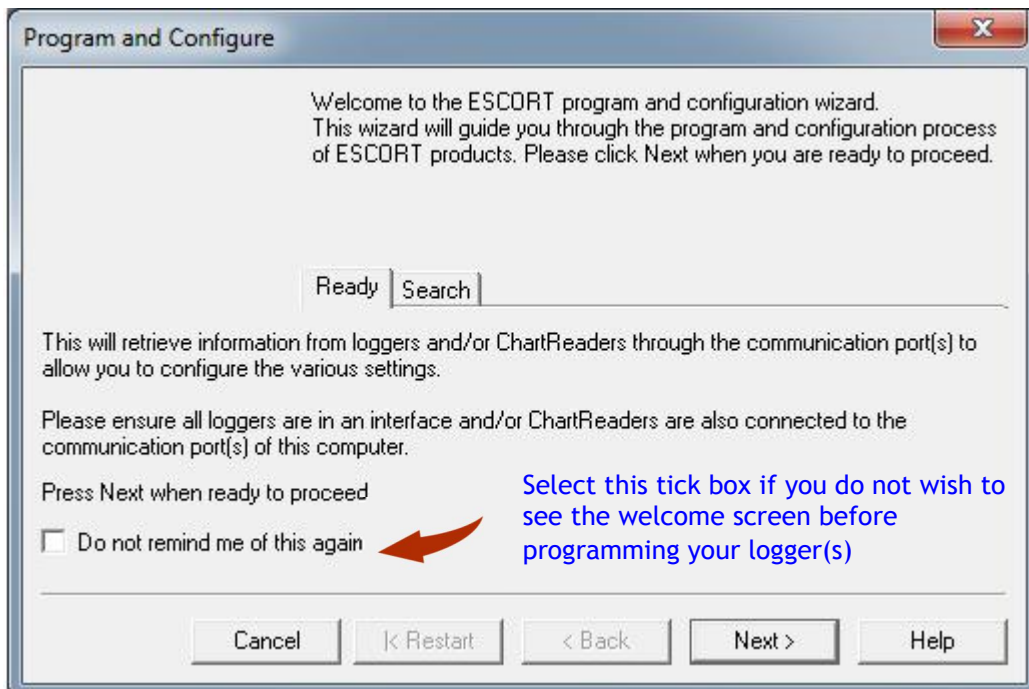 Program and Configure
Welcome to the ESCORT program and configuration wizard.
This wizard will guide you through the program and configuration process
of ESCORT products. Please click Next when you are ready to proceed.
Ready Search
This will retrieve information from loggers and/or ChartReaders through the communication port(s) to
allow you to configure the various settings.
Please ensure all loggers are in an interface and/or ChartReaders are also connected to the
communication port(s) of this computer.
Press Next when ready to proceed
Do not remind me of this again
Select this tick box if you do not wish to
see the welcome screen before
programming your logger(s)
Cancel |< Restart < Back Next > Help